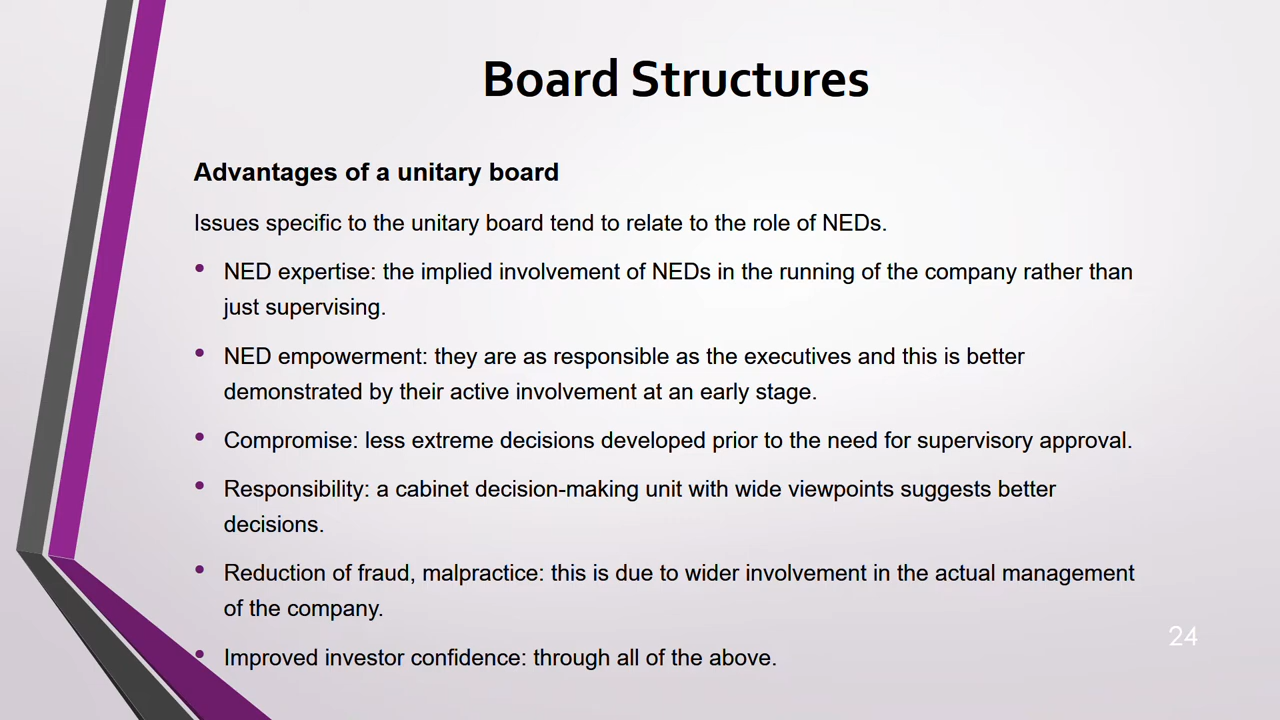 Board Structures
Advantages of a unitary board
Issues specific to the unitary board tend to relate to the role of NEDs.
• NED expertise: the implied involvement of NEDs in the running of the company rather than
just supervising.
• NED empowerment: they are as responsible as the executives and this is better
demonstrated by their active involvement at an early stage.
• Compromise: less extreme decisions developed prior to the need for supervisory approval.
• Responsibility: a cabinet decision-making unit with wide viewpoints suggests better
decisions.
• Reduction of fraud, malpractice: this is due to wider involvement in the actual management
of the company.
• Improved investor confidence: through all of the above.
24